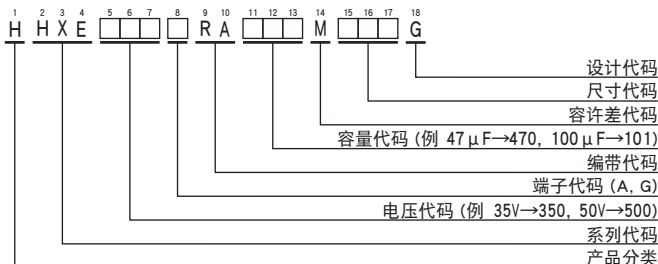 1 2 3 4 5 6 7 8 9 10 11 12 13 14 15 16 17 18
H H X E □□□ □ R A □□□ M □□□ G
设计代码
尺寸代码
容许差代码
容量代码 (例 47μF→470, 100μF→101)
编带代码
端子代码 (A, G)
电压代码 (例 35V→350, 50V→500)
系列代码
产品分类